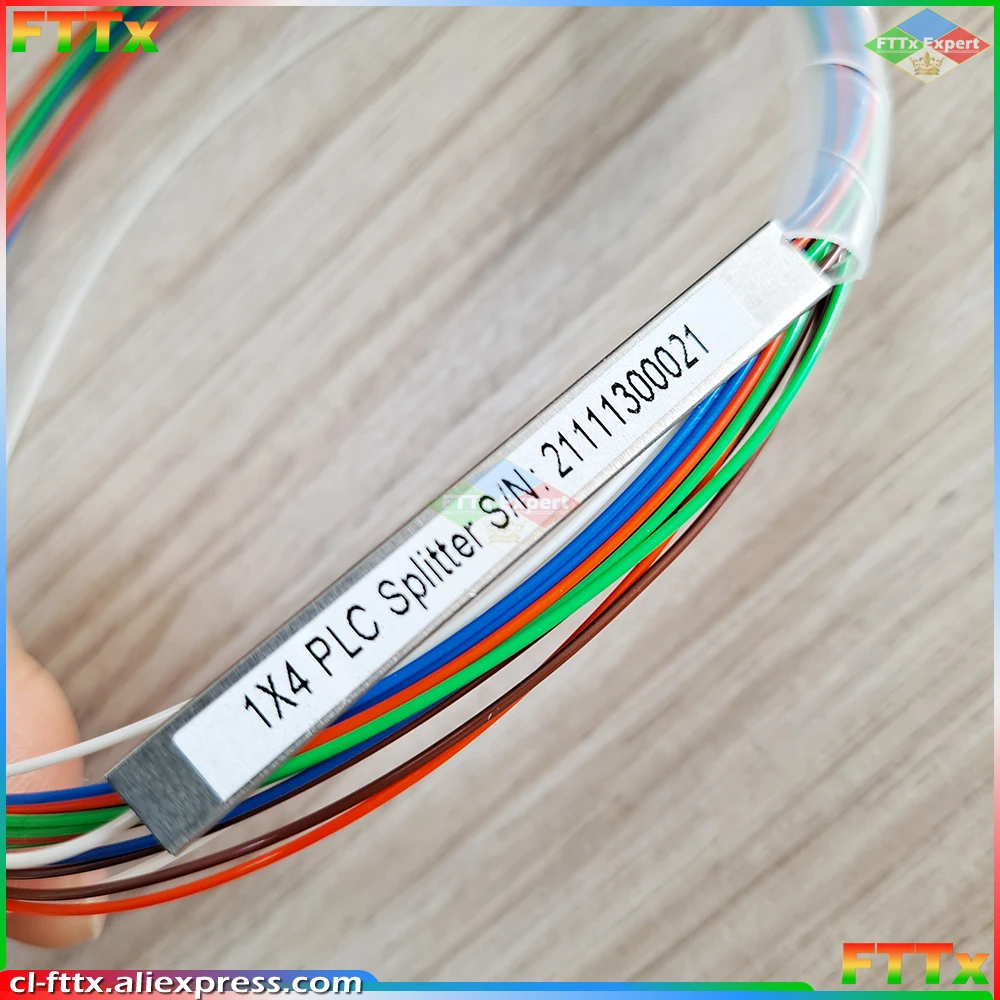 FTTx
FTTx Expert
1X4 PLC Splitter S/N: 21111300021
FTTx Expert
FTTx
cl-fttx.aliexpress.com